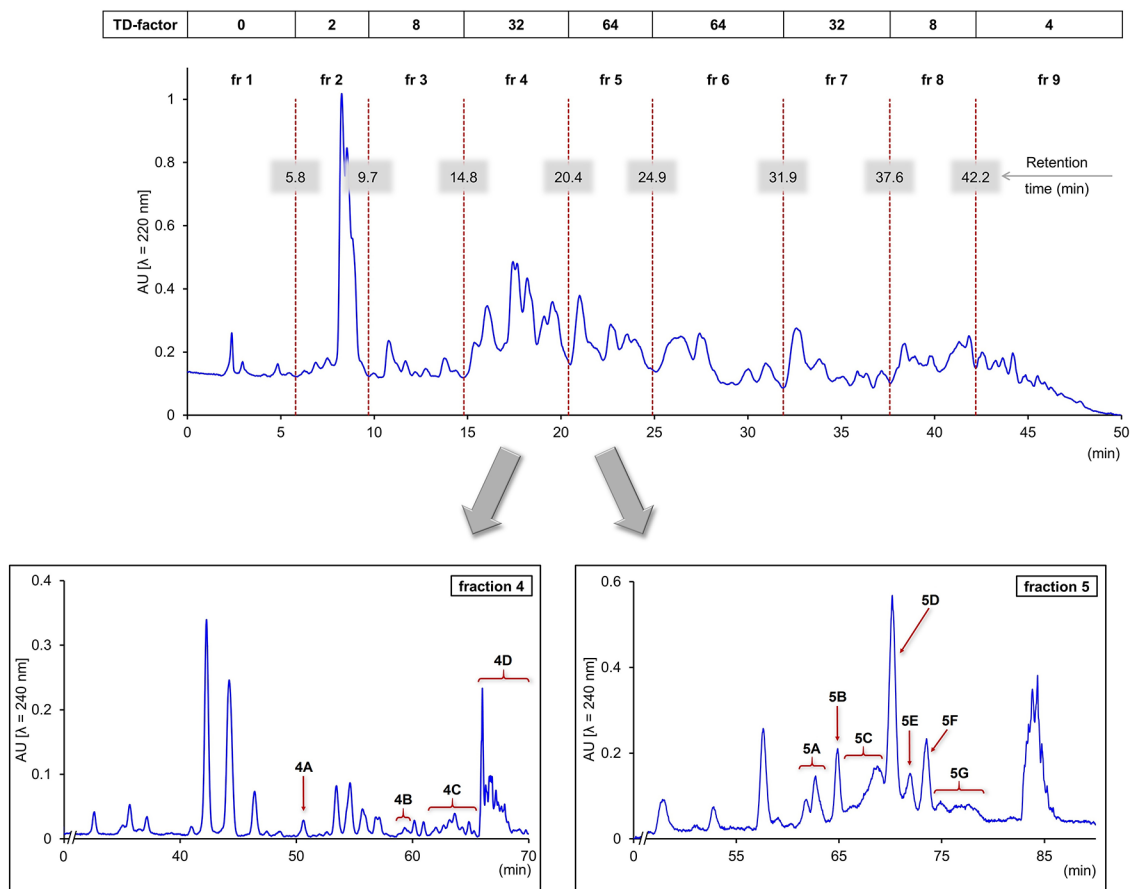 TD-factor 0 2 8 32 64 64 32 8 4
fr 1 fr 2 fr 3 fr 4 fr 5 fr 6 fr 7 fr 8 fr 9
1
0.8
0.6
0.4
0.2
0
AU [λ = 220 nm]
5.8 9.7 14.8 20.4 24.9 31.9 37.6 42.2
Retention
time (min)
0 5 10 15 20 25 30 35 40 45 50
(min)
fraction 4
0.4
0.3
0.2
0.1
0
AU [λ = 240 nm]
4A
4B
4C
4D
0 40 50 60 70
(min)
fraction 5
0.6
0.4
0.2
0
AU [λ = 240 nm]
5A
5B
5C
5D
5E
5F
5G
0 55 65 75 85
(min)